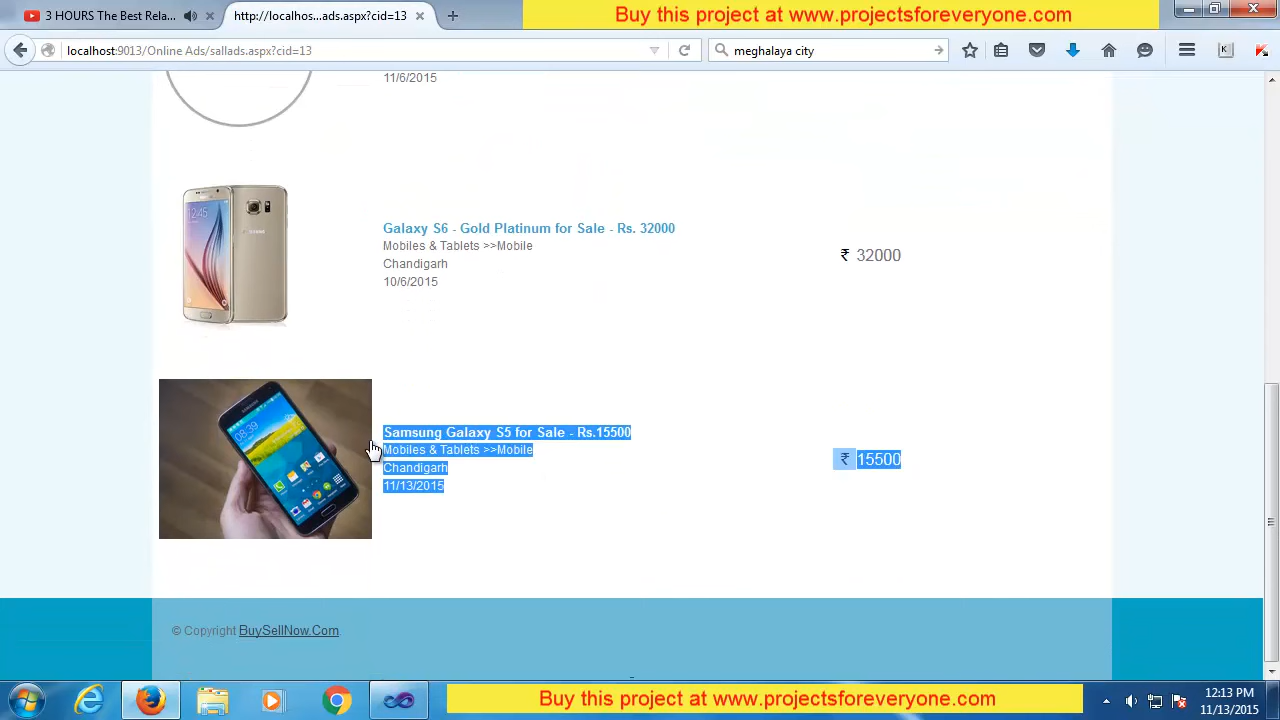 3 HOURS The Best Rela...
http://localhos...ads.aspx?cid=13
Buy this project at www.projectsforeveryone.com
localhost:9013/Online Ads/sallads.aspx?cid=13
meghalaya city
11/6/2015
12:45
Galaxy S6 - Gold Platinum for Sale - Rs. 32000
Mobiles & Tablets >>Mobile
Chandigarh
10/6/2015
₹ 32000
08:39
Samsung Galaxy S5 for Sale - Rs.15500
Mobiles & Tablets >>Mobile
Chandigarh
11/13/2015
₹ 15500
© Copyright BuySellNow.Com
Buy this project at www.projectsforeveryone.com
12:13 PM
11/13/2015